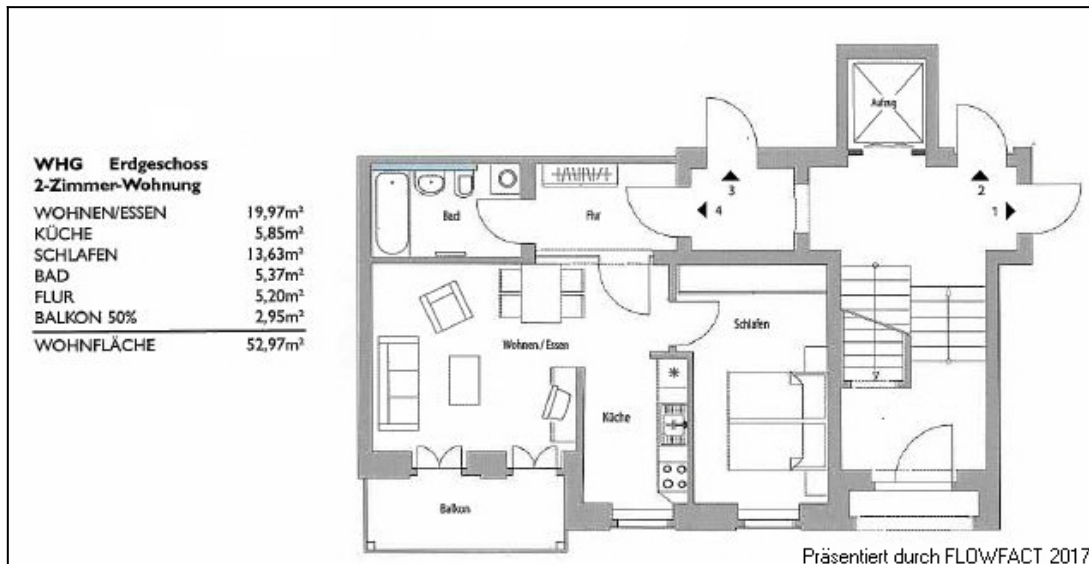 WHG Erdgeschoss
2-Zimmer-Wohnung
WOHNEN/ESSEN 19,97m²
KÜCHE 5,85m²
SCHLAFEN 13,63m²
BAD 5,37m²
FLUR 5,20m²
BALKON 50% 2,95m²
WOHNFLÄCHE 52,97m²
Aufzug
3
4
2
1
Bad
Flur
Wohnen./Essen
Schlafen
Küche
Balkon
Präsentiert durch FLOWFACT 2017